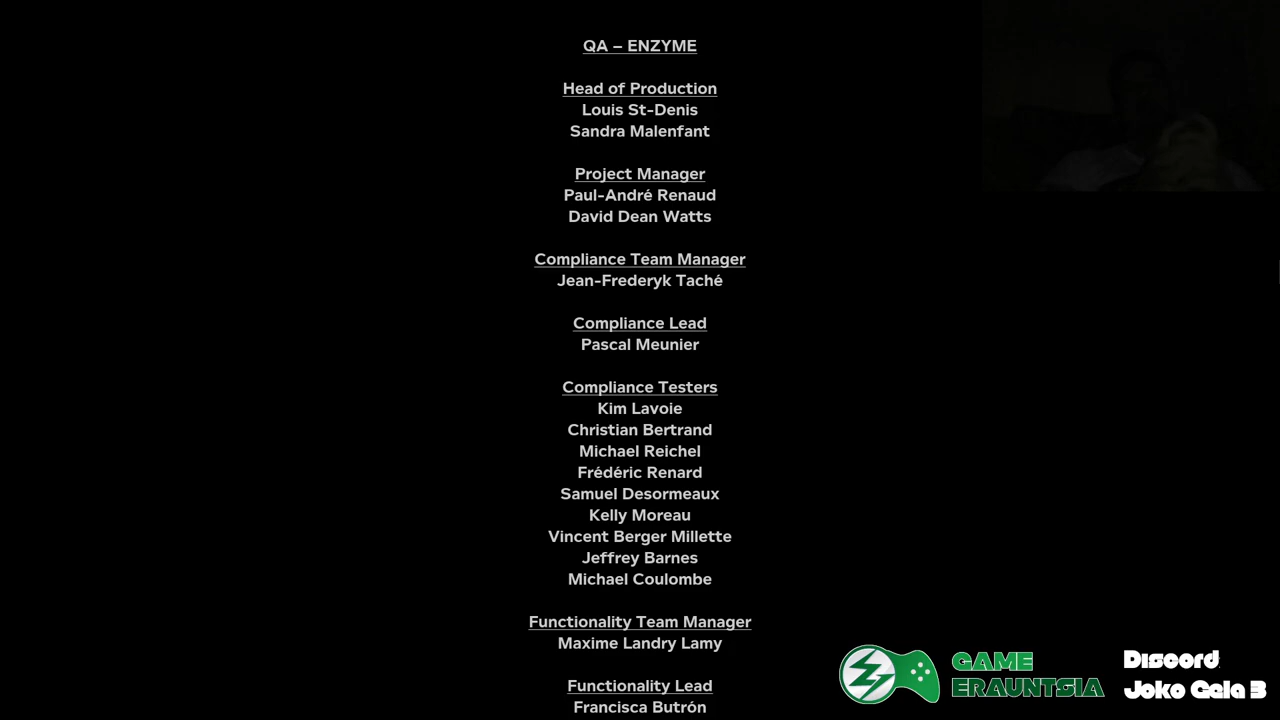 QA – ENZYME
Head of Production
Louis St-Denis
Sandra Malenfant
Project Manager
Paul-André Renaud
David Dean Watts
Compliance Team Manager
Jean-Frederyk Taché
Compliance Lead
Pascal Meunier
Compliance Testers
Kim Lavoie
Christian Bertrand
Michael Reichel
Frédéric Renard
Samuel Desormeaux
Kelly Moreau
Vincent Berger Millette
Jeffrey Barnes
Michael Coulombe
Functionality Team Manager
Maxime Landry Lamy
Functionality Lead
Francisca Butrón
GAME
ERAUNTSIA
Discord
Joko Gela 3